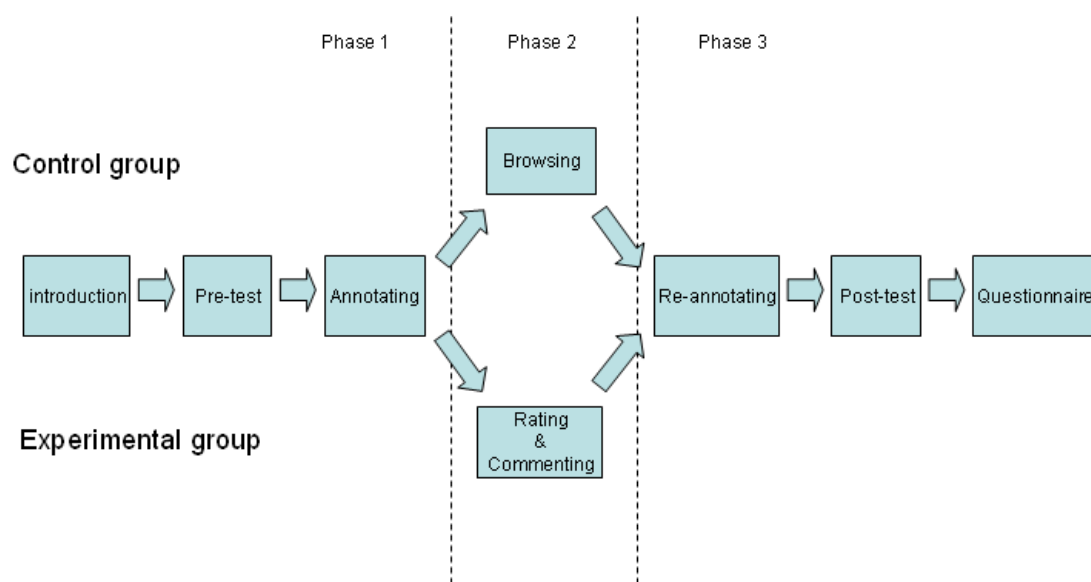 Phase 1
Phase 2
Phase 3
Control group
Browsing
introduction
Pre-test
Annotating
Re-annotating
Post-test
Questionnaire
Experimental group
Rating
&
Commenting